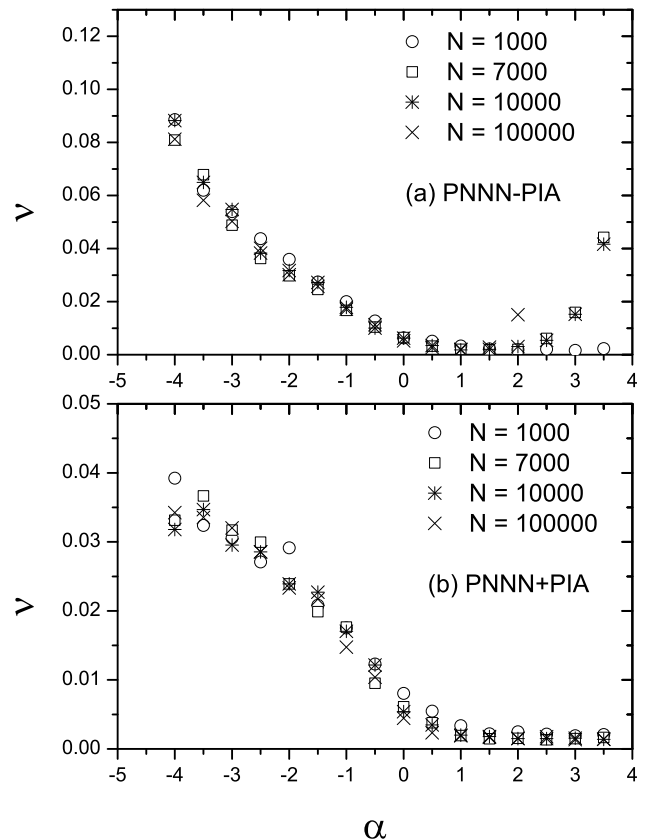 0.12
0.10
0.08
0.06
0.04
0.02
0.00
ν
N = 1000
N = 7000
N = 10000
N = 100000
(a) PNNN-PIA
-5 -4 -3 -2 -1 0 1 2 3 4
0.05
0.04
0.03
0.02
0.01
0.00
ν
N = 1000
N = 7000
N = 10000
N = 100000
(b) PNNN+PIA
-5 -4 -3 -2 -1 0 1 2 3 4
α